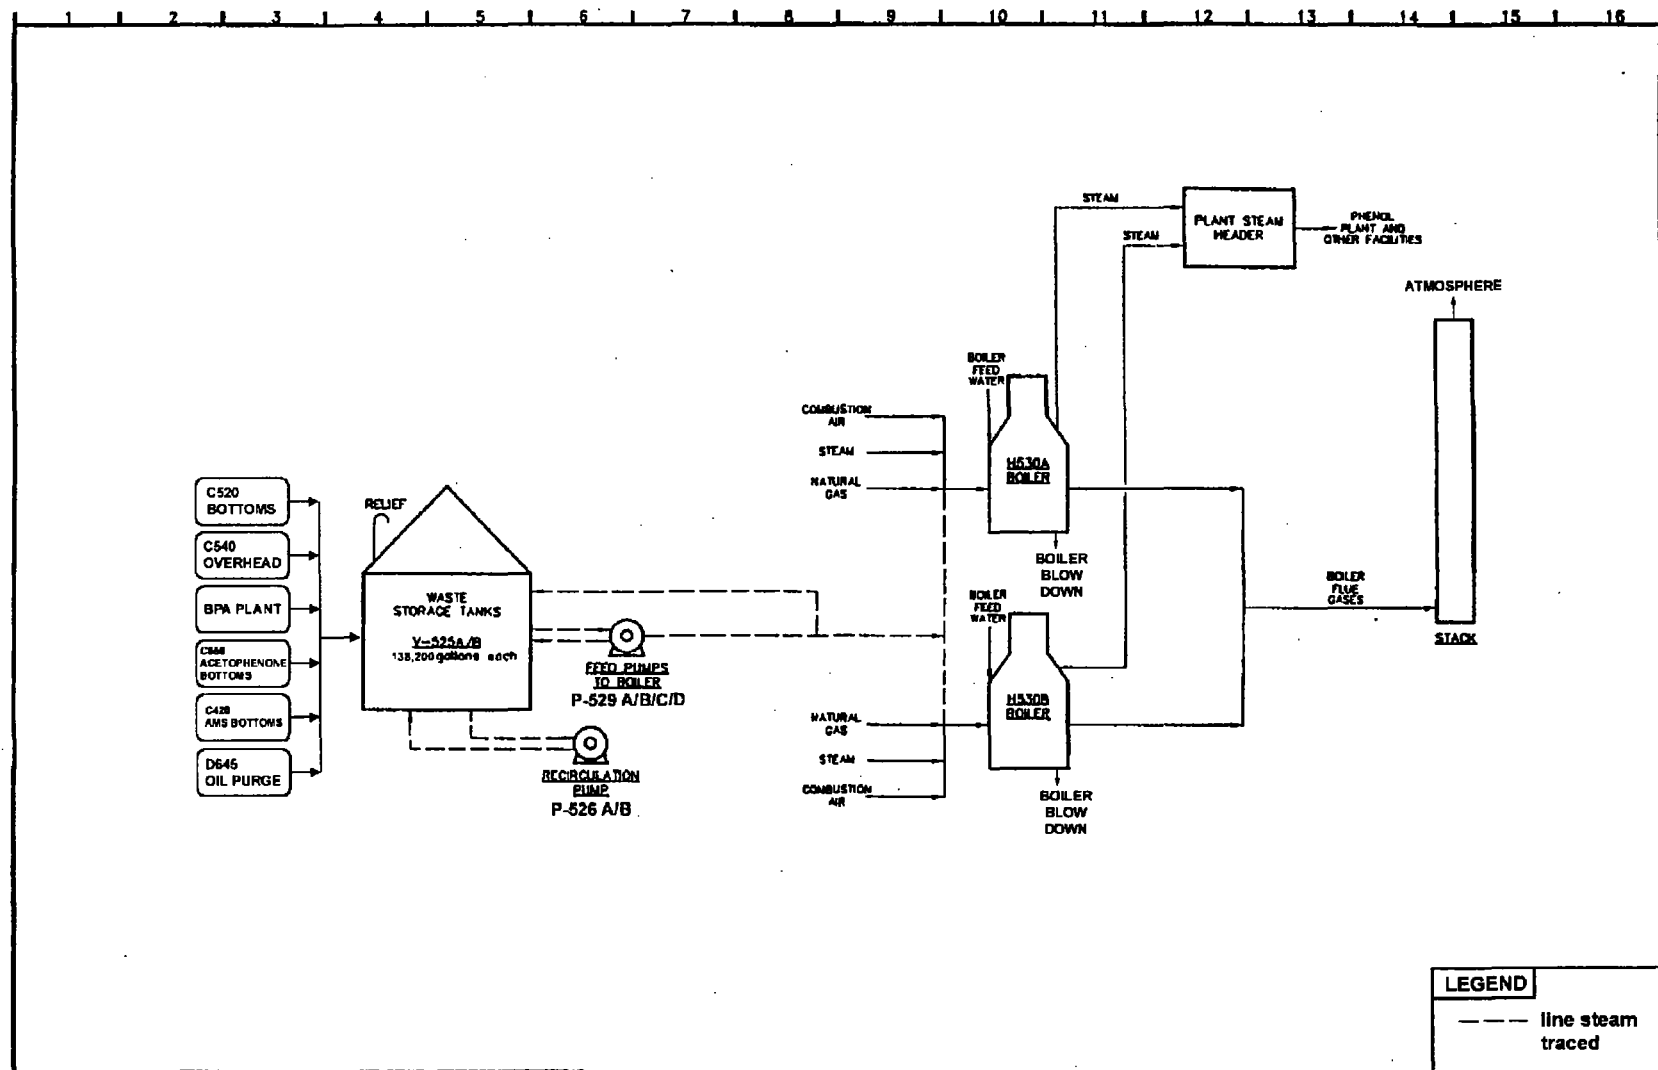 1 2 3 4 5 6 7 8 9 10 11 12 13 14 15 16
STEAM
STEAM
PLANT STEAM
HEADER
PHENOL
PLANT AND
OTHER FACILITIES
ATMOSPHERE
BOILER
FEED
WATER
COMBUSTION
AIR
STEAM
NATURAL
GAS
H530A
BOILER
BOILER
BLOW
DOWN
C520
BOTTOMS
C540
OVERHEAD
BPA PLANT
ACETOPHENONE
BOTTOMS
C420
AMS BOTTOMS
D645
OIL PURGE
RELIEF
WASTE
STORAGE TANKS
V-525A/B
138,200 gallons each
FEED PUMPS
TO BOILER
P-529 A/B/C/D
RECIRCULATION
PUMP
P-526 A/B
BOILER
FEED
WATER
NATURAL
GAS
STEAM
COMBUSTION
AIR
H530B
BOILER
BOILER
BLOW
DOWN
BOILER
FLUE
GASES
STACK
LEGEND
line steam
traced